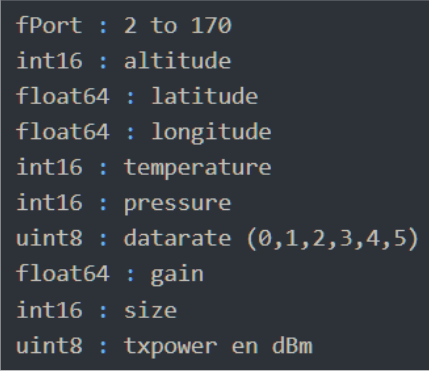 fPort : 2 to 170
int16 : altitude
float64 : latitude
float64 : longitude
int16 : temperature
int16 : pressure
uint8 : datarate (0,1,2,3,4,5)
float64 : gain
int16 : size
uint8 : txpower en dBm